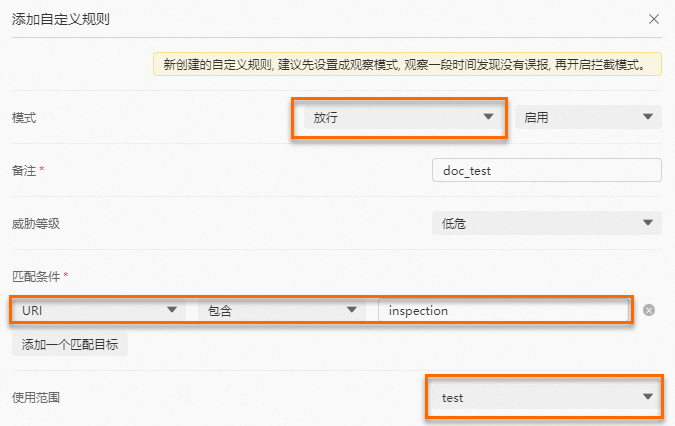 添加自定义规则
新创建的自定义规则, 建议先设置成观察模式, 观察一段时间发现没有误报, 再开启拦截模式。
模式 放行 启用
备注 * doc_test
威胁等级 低危
匹配条件 *
URI 包含 inspection
添加一个匹配目标
使用范围 test